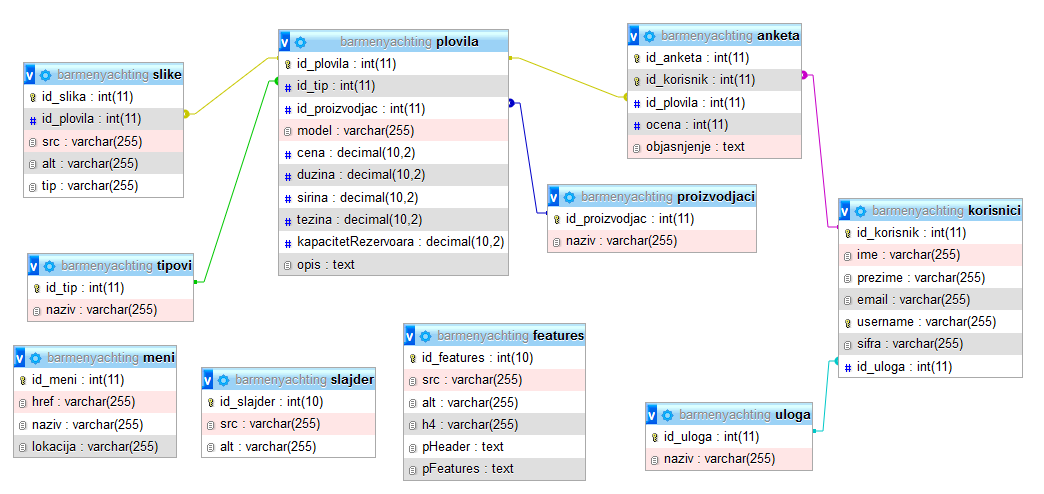 v barmenyachting slike
id_slika : int(11)
# id_plovila : int(11)
src : varchar(255)
alt : varchar(255)
tip : varchar(255)
v barmenyachting plovila
id_plovila : int(11)
# id_tip : int(11)
# id_proizvodjac : int(11)
model : varchar(255)
# cena : decimal(10,2)
# duzina : decimal(10,2)
# sirina : decimal(10,2)
# tezina : decimal(10,2)
# kapacitetRezervoara : decimal(10,2)
opis : text
v barmenyachting anketa
id_anketa : int(11)
id_korisnik : int(11)
# id_plovila : int(11)
# ocena : int(11)
objasnjenje : text
v barmenyachting proizvodjaci
id_proizvodjac : int(11)
naziv : varchar(255)
v barmenyachting korisnici
id_korisnik : int(11)
ime : varchar(255)
prezime : varchar(255)
email : varchar(255)
username : varchar(255)
sifra : varchar(255)
# id_uloga : int(11)
v barmenyachting tipovi
id_tip : int(11)
naziv : varchar(255)
v barmenyachting meni
id_meni : int(11)
href : varchar(255)
naziv : varchar(255)
lokacija : varchar(255)
v barmenyachting slajder
id_slajder : int(10)
src : varchar(255)
alt : varchar(255)
v barmenyachting features
id_features : int(10)
src : varchar(255)
alt : varchar(255)
h4 : varchar(255)
pHeader : text
pFeatures : text
v barmenyachting uloga
id_uloga : int(11)
naziv : varchar(255)